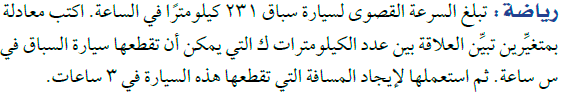 رياضة: تبلغ السرعة القصوى لسيارة سباق ٢٣١ كيلومترًا في الساعة. اكتب معادلة
بمتغيِّرين تبيِّن العلاقة بين عدد الكيلومترات ك التي يمكن أن تقطعها سيارة السباق في
س ساعة. ثم استعملها لإيجاد المسافة التي تقطعها هذه السيارة في ٣ ساعات.